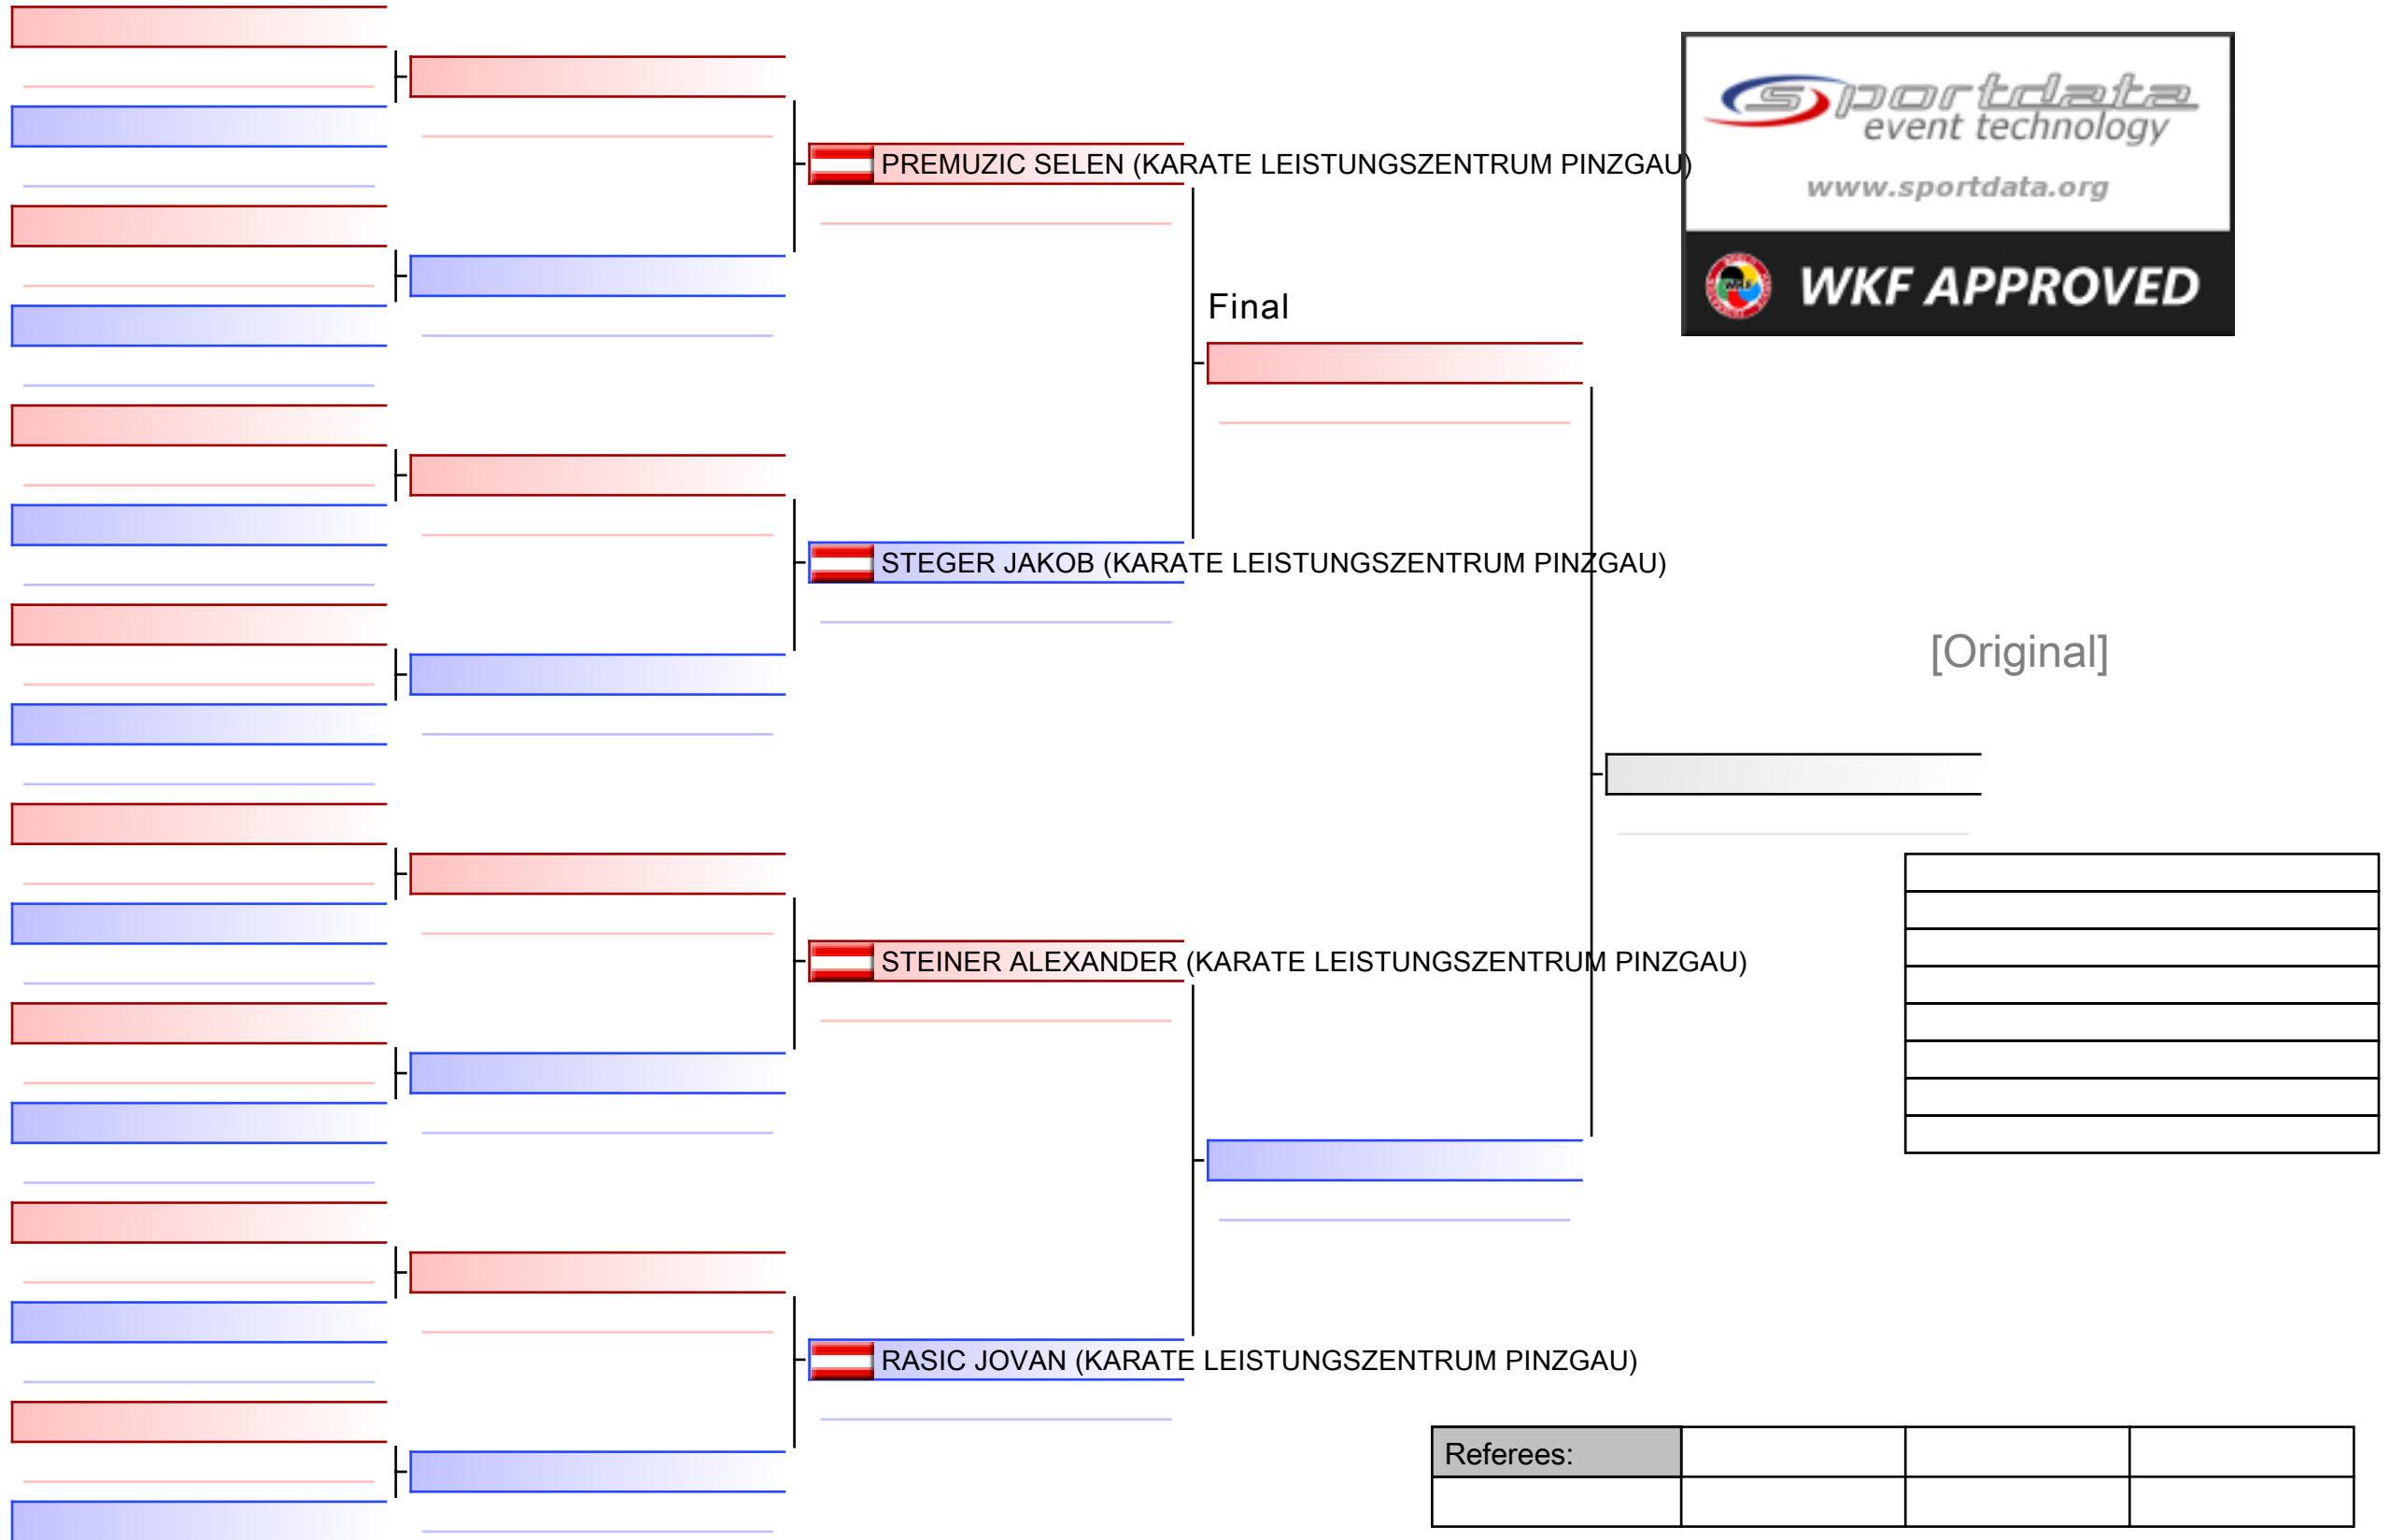 sportdata
event technology
www.sportdata.org
WKF APPROVED
PREMUZIC SELEN (KARATE LEISTUNGSZENTRUM PINZGAU)
Final
STEGER JAKOB (KARATE LEISTUNGSZENTRUM PINZGAU)
[Original]
STEINER ALEXANDER (KARATE LEISTUNGSZENTRUM PINZGAU)
RASIC JOVAN (KARATE LEISTUNGSZENTRUM PINZGAU)
Referees: